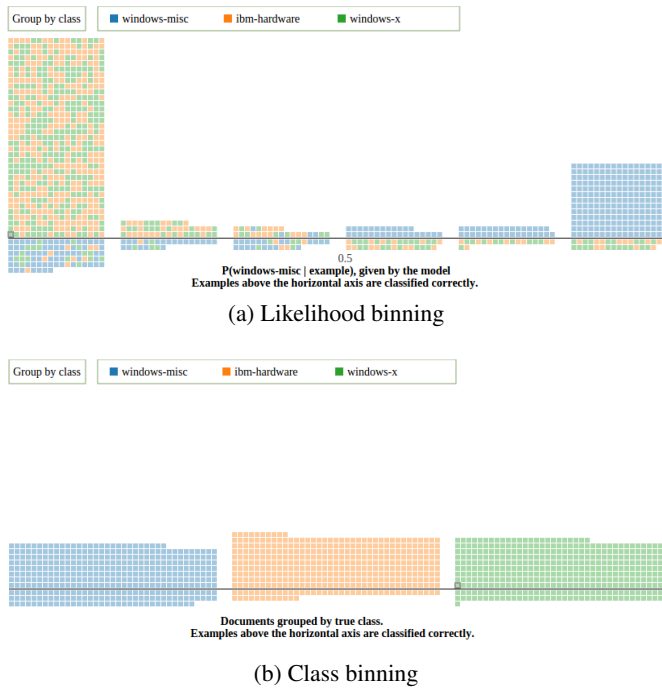 Group by class windows-misc ibm-hardware windows-x
0.5
P(windows-misc | example), given by the model
Examples above the horizontal axis are classified correctly.
(a) Likelihood binning
Group by class windows-misc ibm-hardware windows-x
Documents grouped by true class.
Examples above the horizontal axis are classified correctly.
(b) Class binning